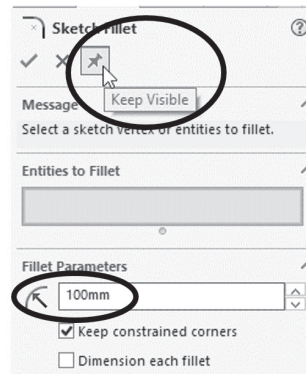 Sketch Fillet
Keep Visible
Message
Select a sketch vertex or entities to fillet.
Entities to Fillet
Fillet Parameters
100mm
Keep constrained corners
Dimension each fillet